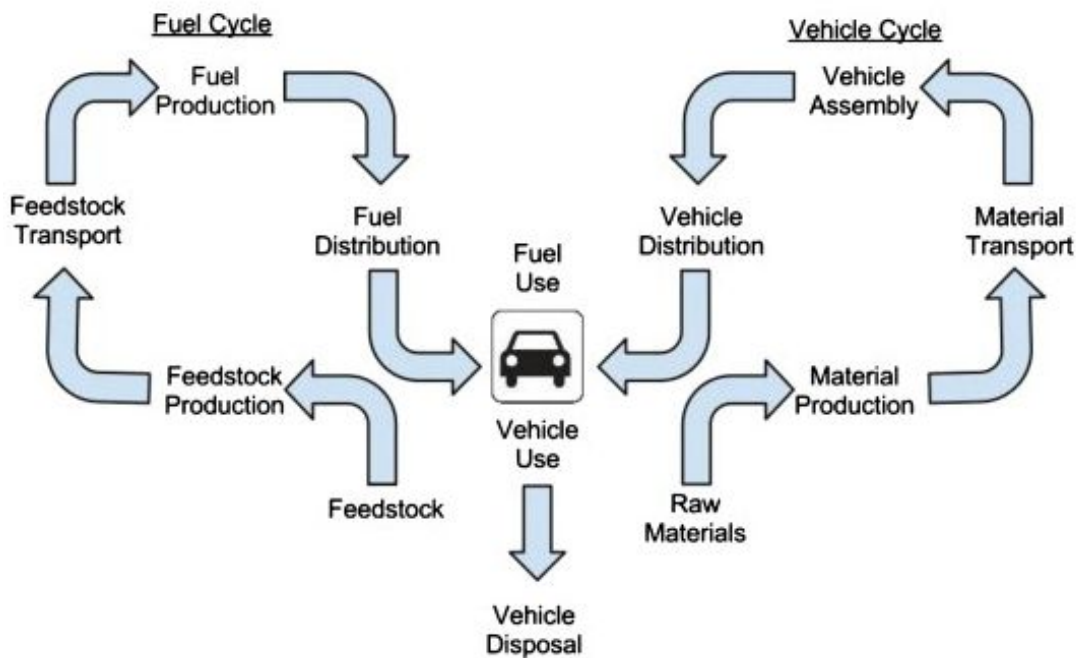 Fuel Cycle
Vehicle Cycle
Fuel
Production
Vehicle
Assembly
Feedstock
Transport
Fuel
Distribution
Vehicle
Distribution
Material
Transport
Fuel
Use
Feedstock
Production
Material
Production
Vehicle
Use
Feedstock
Raw
Materials
Vehicle
Disposal